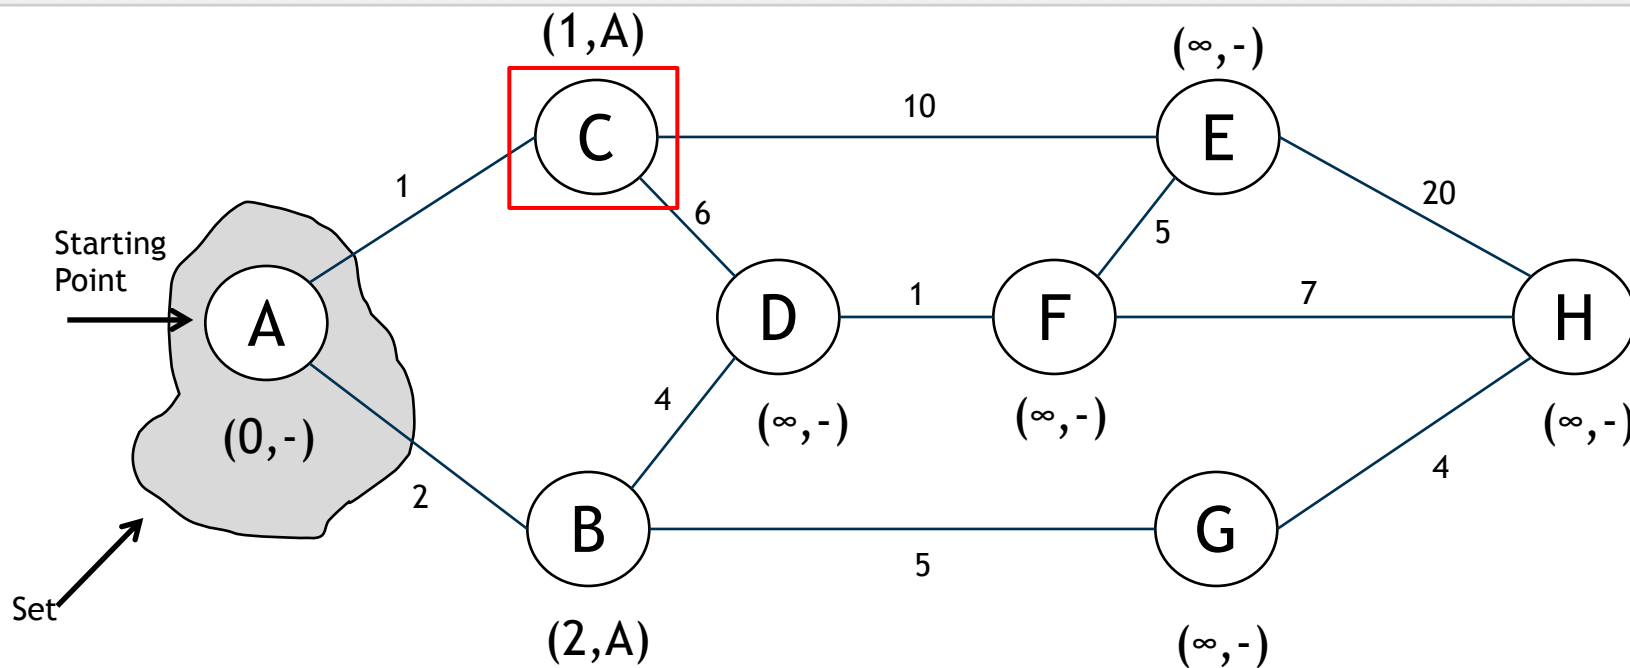 (1,A)
(∞,-)
C
10
E
1
20
6
5
Starting
Point
A
D
1
F
7
H
(0,-)
4
(∞,-)
(∞,-)
(∞,-)
2
4
B
5
G
Set
(2,A)
(∞,-)